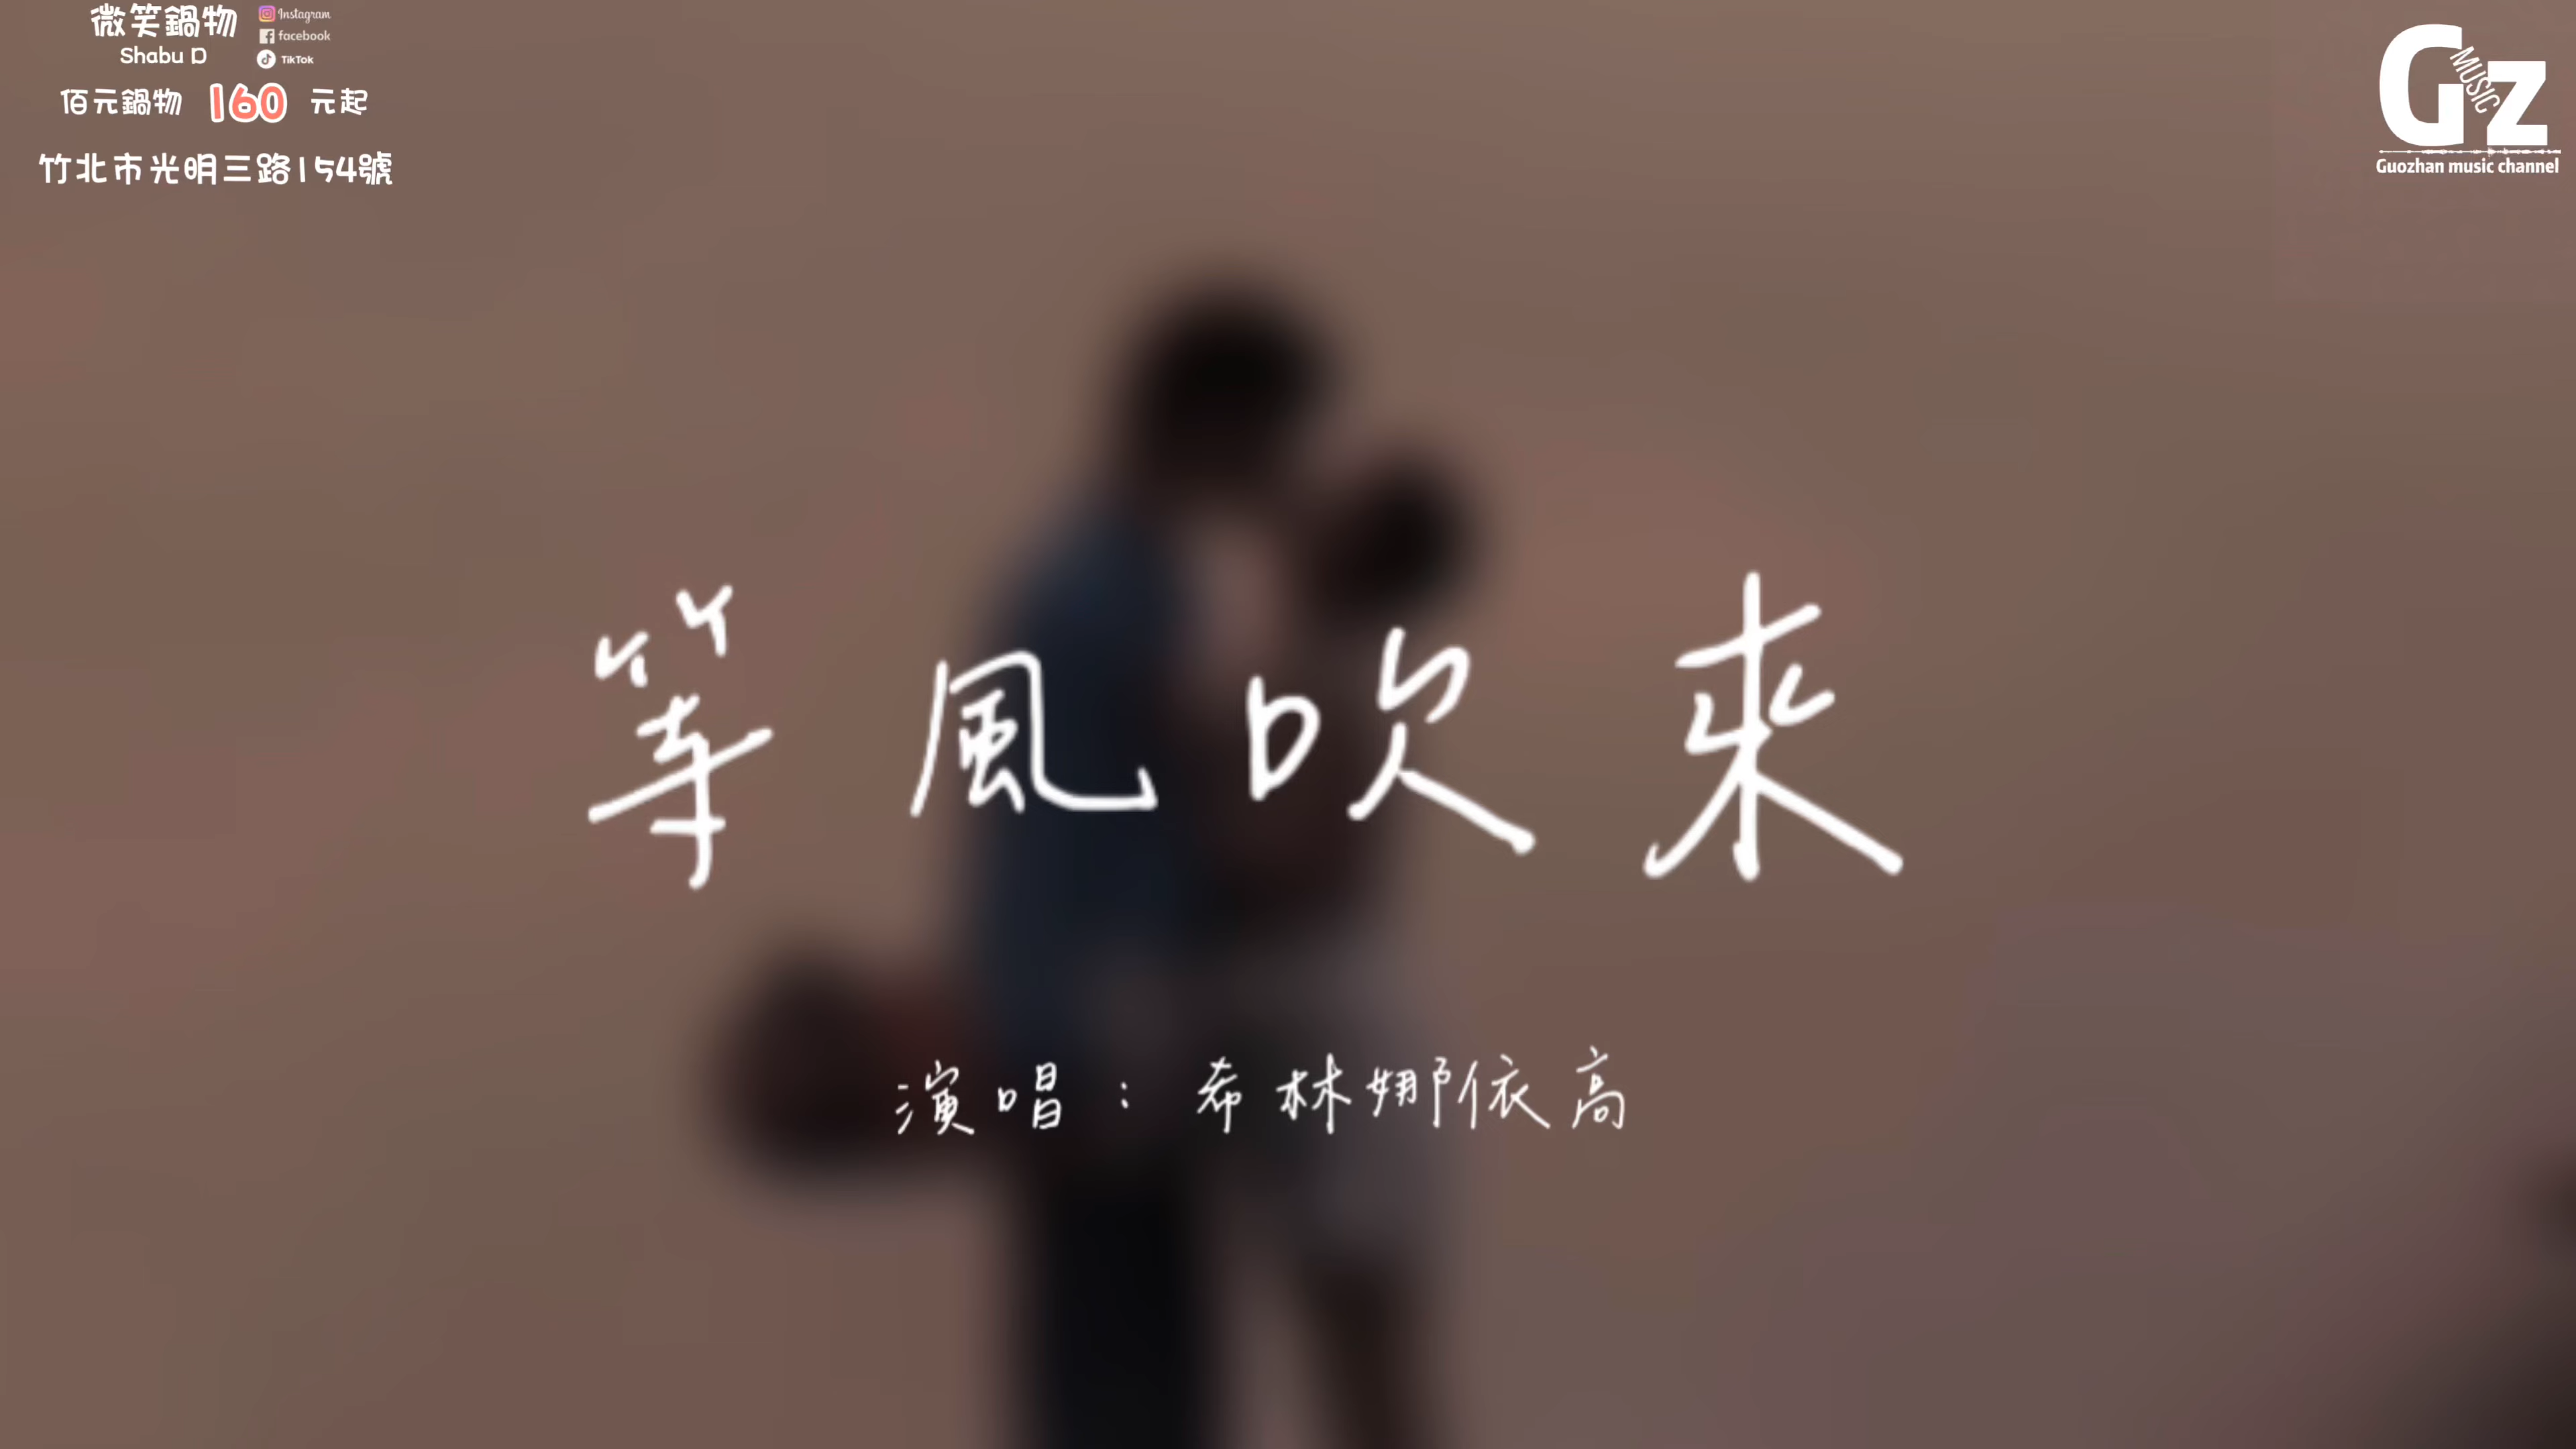 微笑鍋物
Shabu D
Instagram
facebook
TikTok
佰元鍋物 160 元起
竹北市光明三路154號
Gz
MUSIC
Guozhan music channel
等風吹來
演唱：希林娜依高